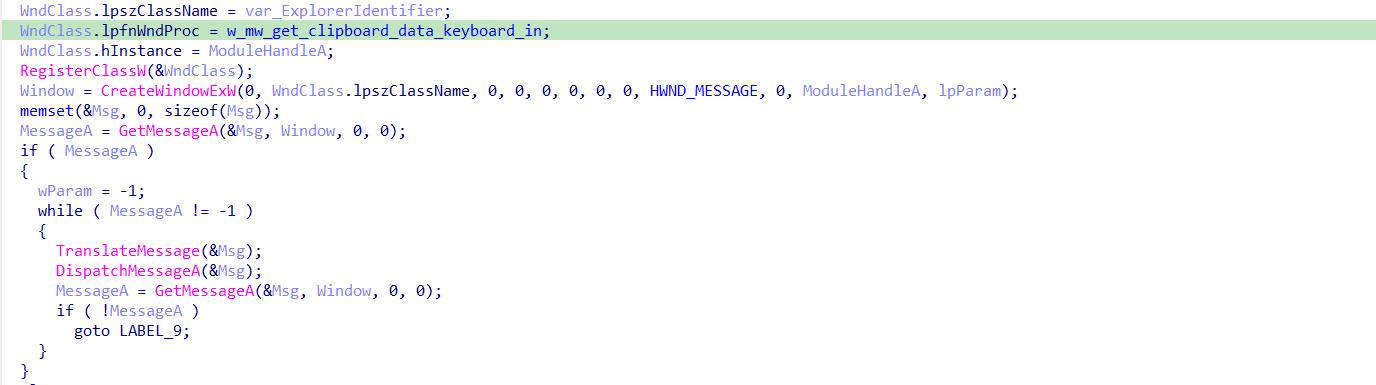 WndClass.lpszClassName = var_ExplorerIdentifier;
WndClass.lpfnWndProc = w_mw_get_clipboard_data_keyboard_in;
WndClass.hInstance = ModuleHandleA;
RegisterClassW(&WndClass);
Window = CreateWindowExW(0, WndClass.lpszClassName, 0, 0, 0, 0, 0, 0, HWND_MESSAGE, 0, ModuleHandleA, lpParam);
memset(&Msg, 0, sizeof(Msg));
MessageA = GetMessageA(&Msg, Window, 0, 0);
if ( MessageA )
{
  wParam = -1;
  while ( MessageA != -1 )
  {
    TranslateMessage(&Msg);
    DispatchMessageA(&Msg);
    MessageA = GetMessageA(&Msg, Window, 0, 0);
    if ( !MessageA )
      goto LABEL_9;
  }
}